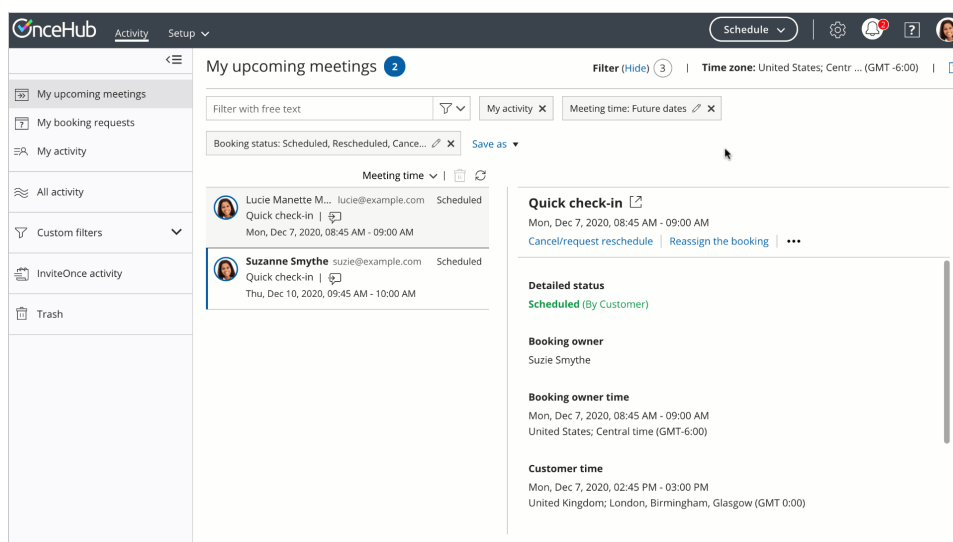 OnceHub Activity Setup Schedule 2 ?
My upcoming meetings 2 Filter (Hide) 3 | Time zone: United States; Centr ... (GMT -6:00) |
My upcoming meetings
My booking requests
My activity
All activity
Custom filters
InviteOnce activity
Trash
Filter with free text My activity Meeting time: Future dates
Booking status: Scheduled, Rescheduled, Cance... Save as
Meeting time |
Lucie Manette M... lucie@example.com Scheduled
Quick check-in |
Mon, Dec 7, 2020, 08:45 AM - 09:00 AM
Suzanne Smythe suzie@example.com Scheduled
Quick check-in |
Thu, Dec 10, 2020, 09:45 AM - 10:00 AM
Quick check-in
Mon, Dec 7, 2020, 08:45 AM - 09:00 AM
Cancel/request reschedule | Reassign the booking | •••
Detailed status
Scheduled (By Customer)
Booking owner
Suzie Smythe
Booking owner time
Mon, Dec 7, 2020, 08:45 AM - 09:00 AM
United States; Central time (GMT-6:00)
Customer time
Mon, Dec 7, 2020, 02:45 PM - 03:00 PM
United Kingdom; London, Birmingham, Glasgow (GMT 0:00)